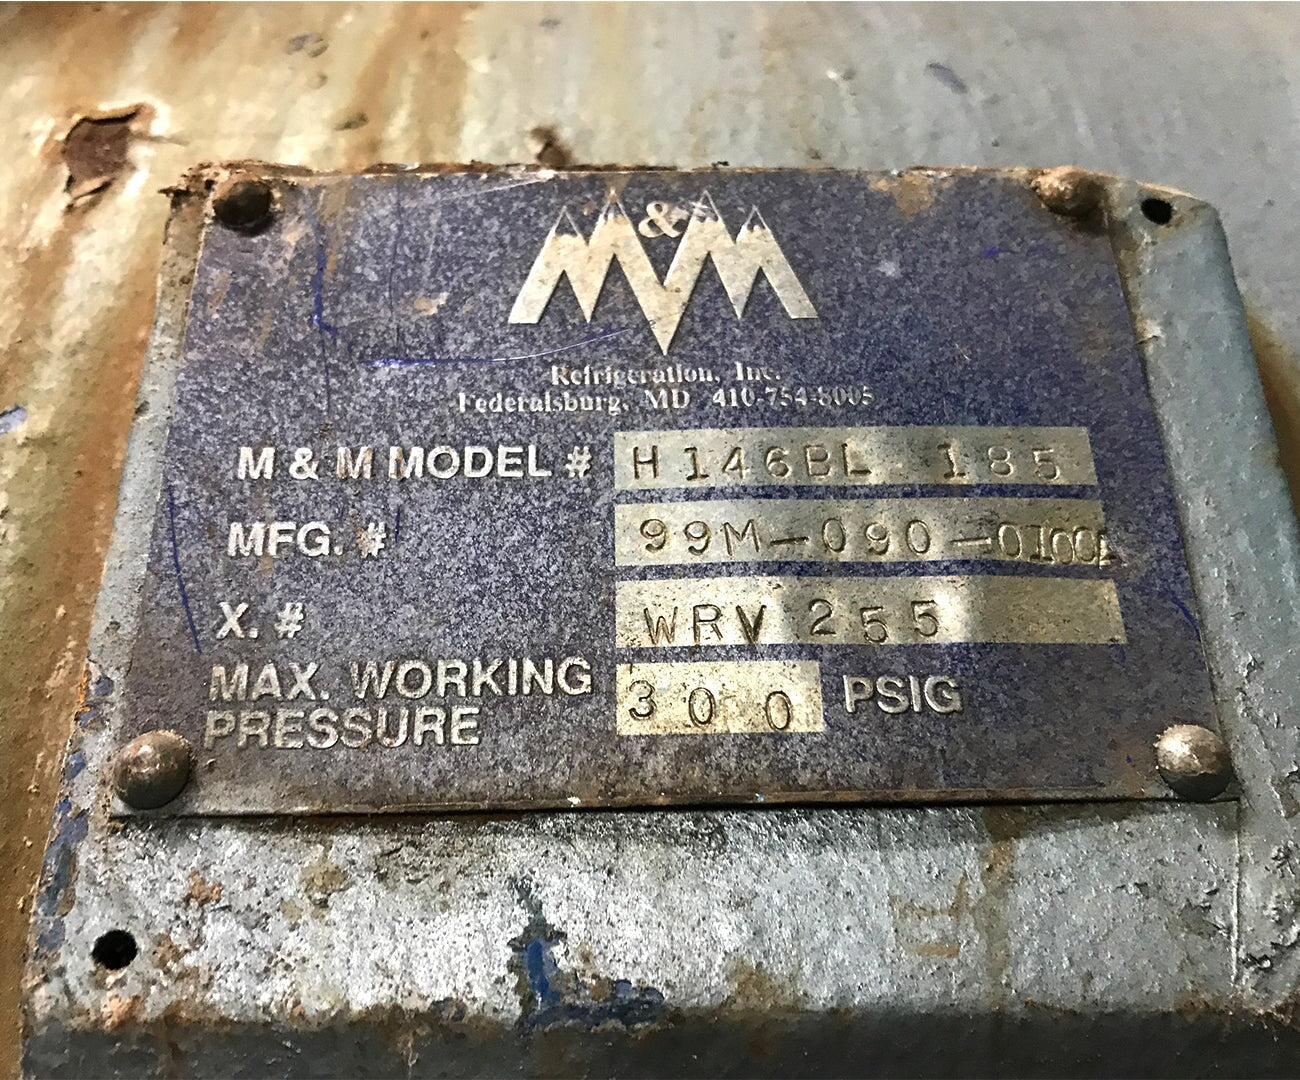 M&M
Refrigeration, Inc.
Federalsburg, MD 410-754-8005
M & M MODEL # H146BL 185
MFG. # 99M-090-
X. # WRV 255
MAX. WORKING
PRESSURE 300 PSIG